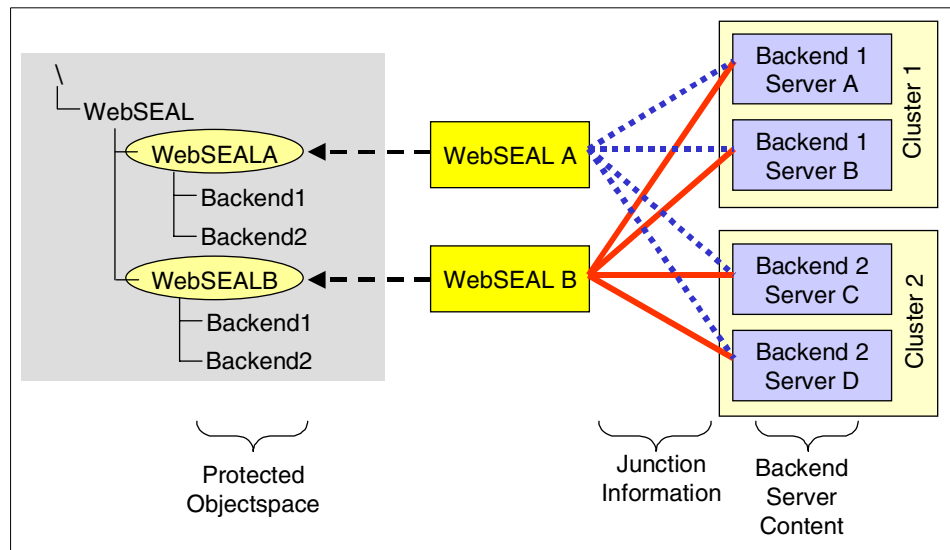 \
WebSEAL
WebSEALA
Backend1
Backend2
WebSEALB
Backend1
Backend2
WebSEAL A
WebSEAL B
Backend 1
Server A
Backend 1
Server B
Cluster 1
Backend 2
Server C
Backend 2
Server D
Cluster 2
Protected
Objectspace
Junction
Information
Backend
Server
Content